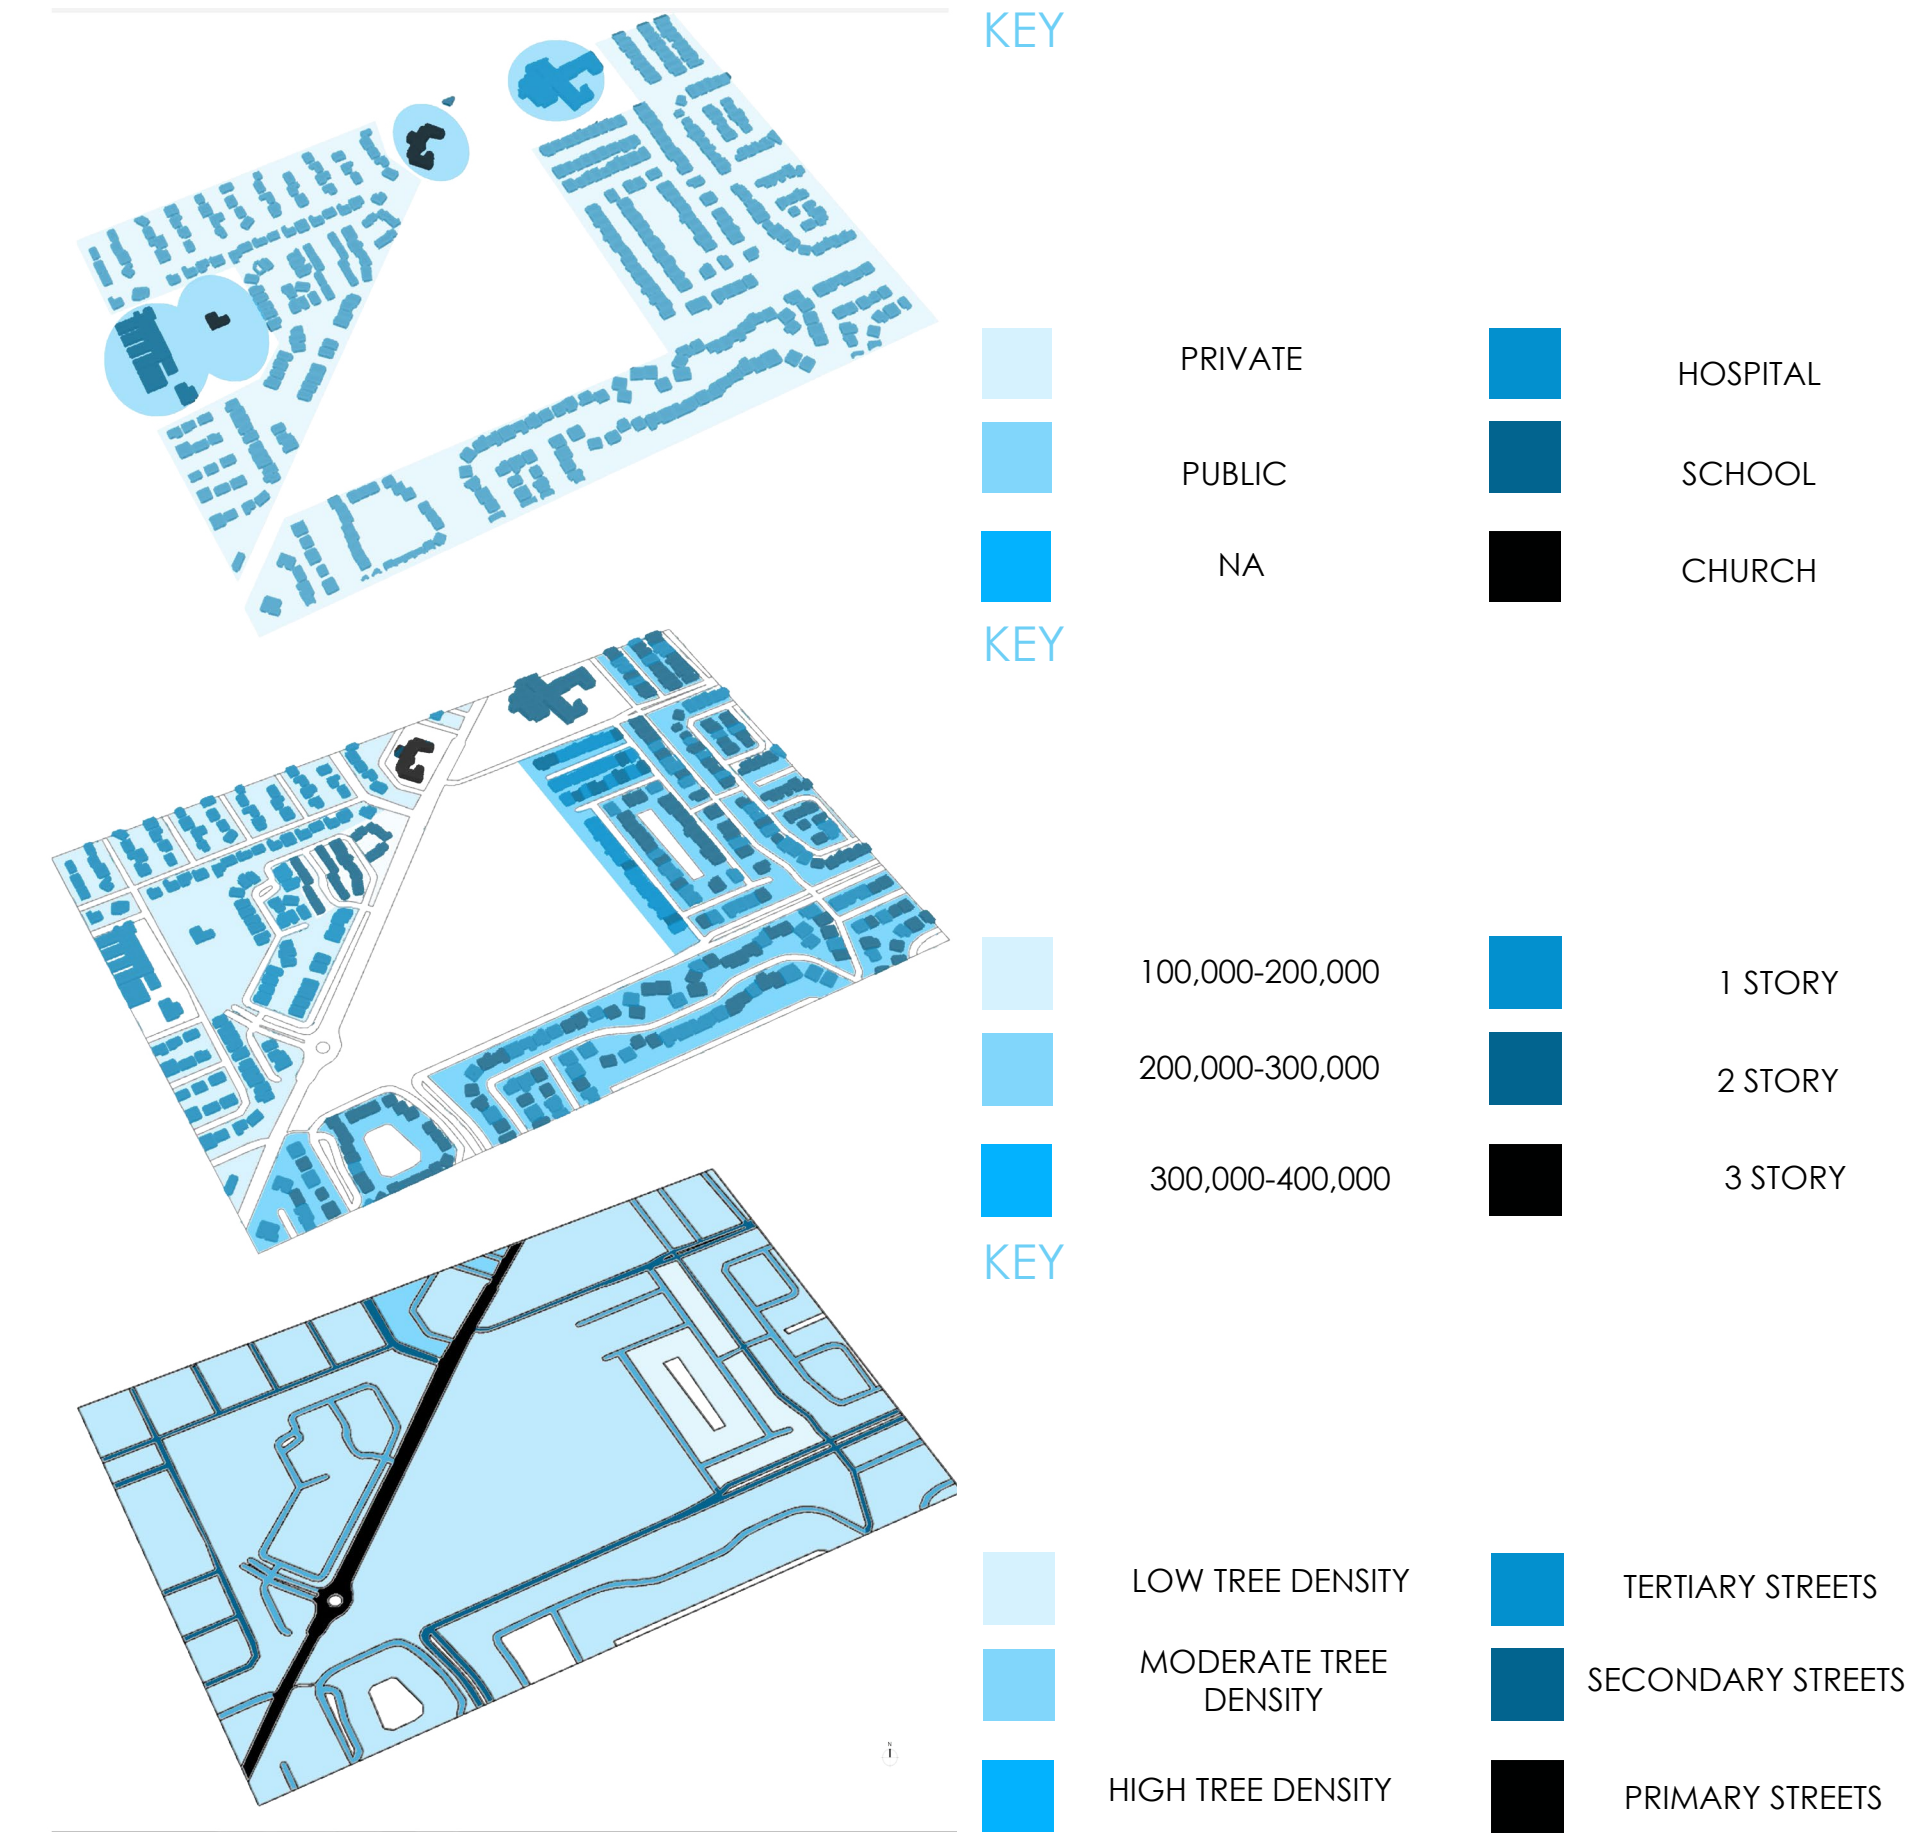 KEY
PRIVATE
HOSPITAL
PUBLIC
SCHOOL
NA
CHURCH
KEY
100,000-200,000
1 STORY
200,000-300,000
2 STORY
300,000-400,000
3 STORY
KEY
LOW TREE DENSITY
TERTIARY STREETS
MODERATE TREE
DENSITY
SECONDARY STREETS
N
HIGH TREE DENSITY
PRIMARY STREETS